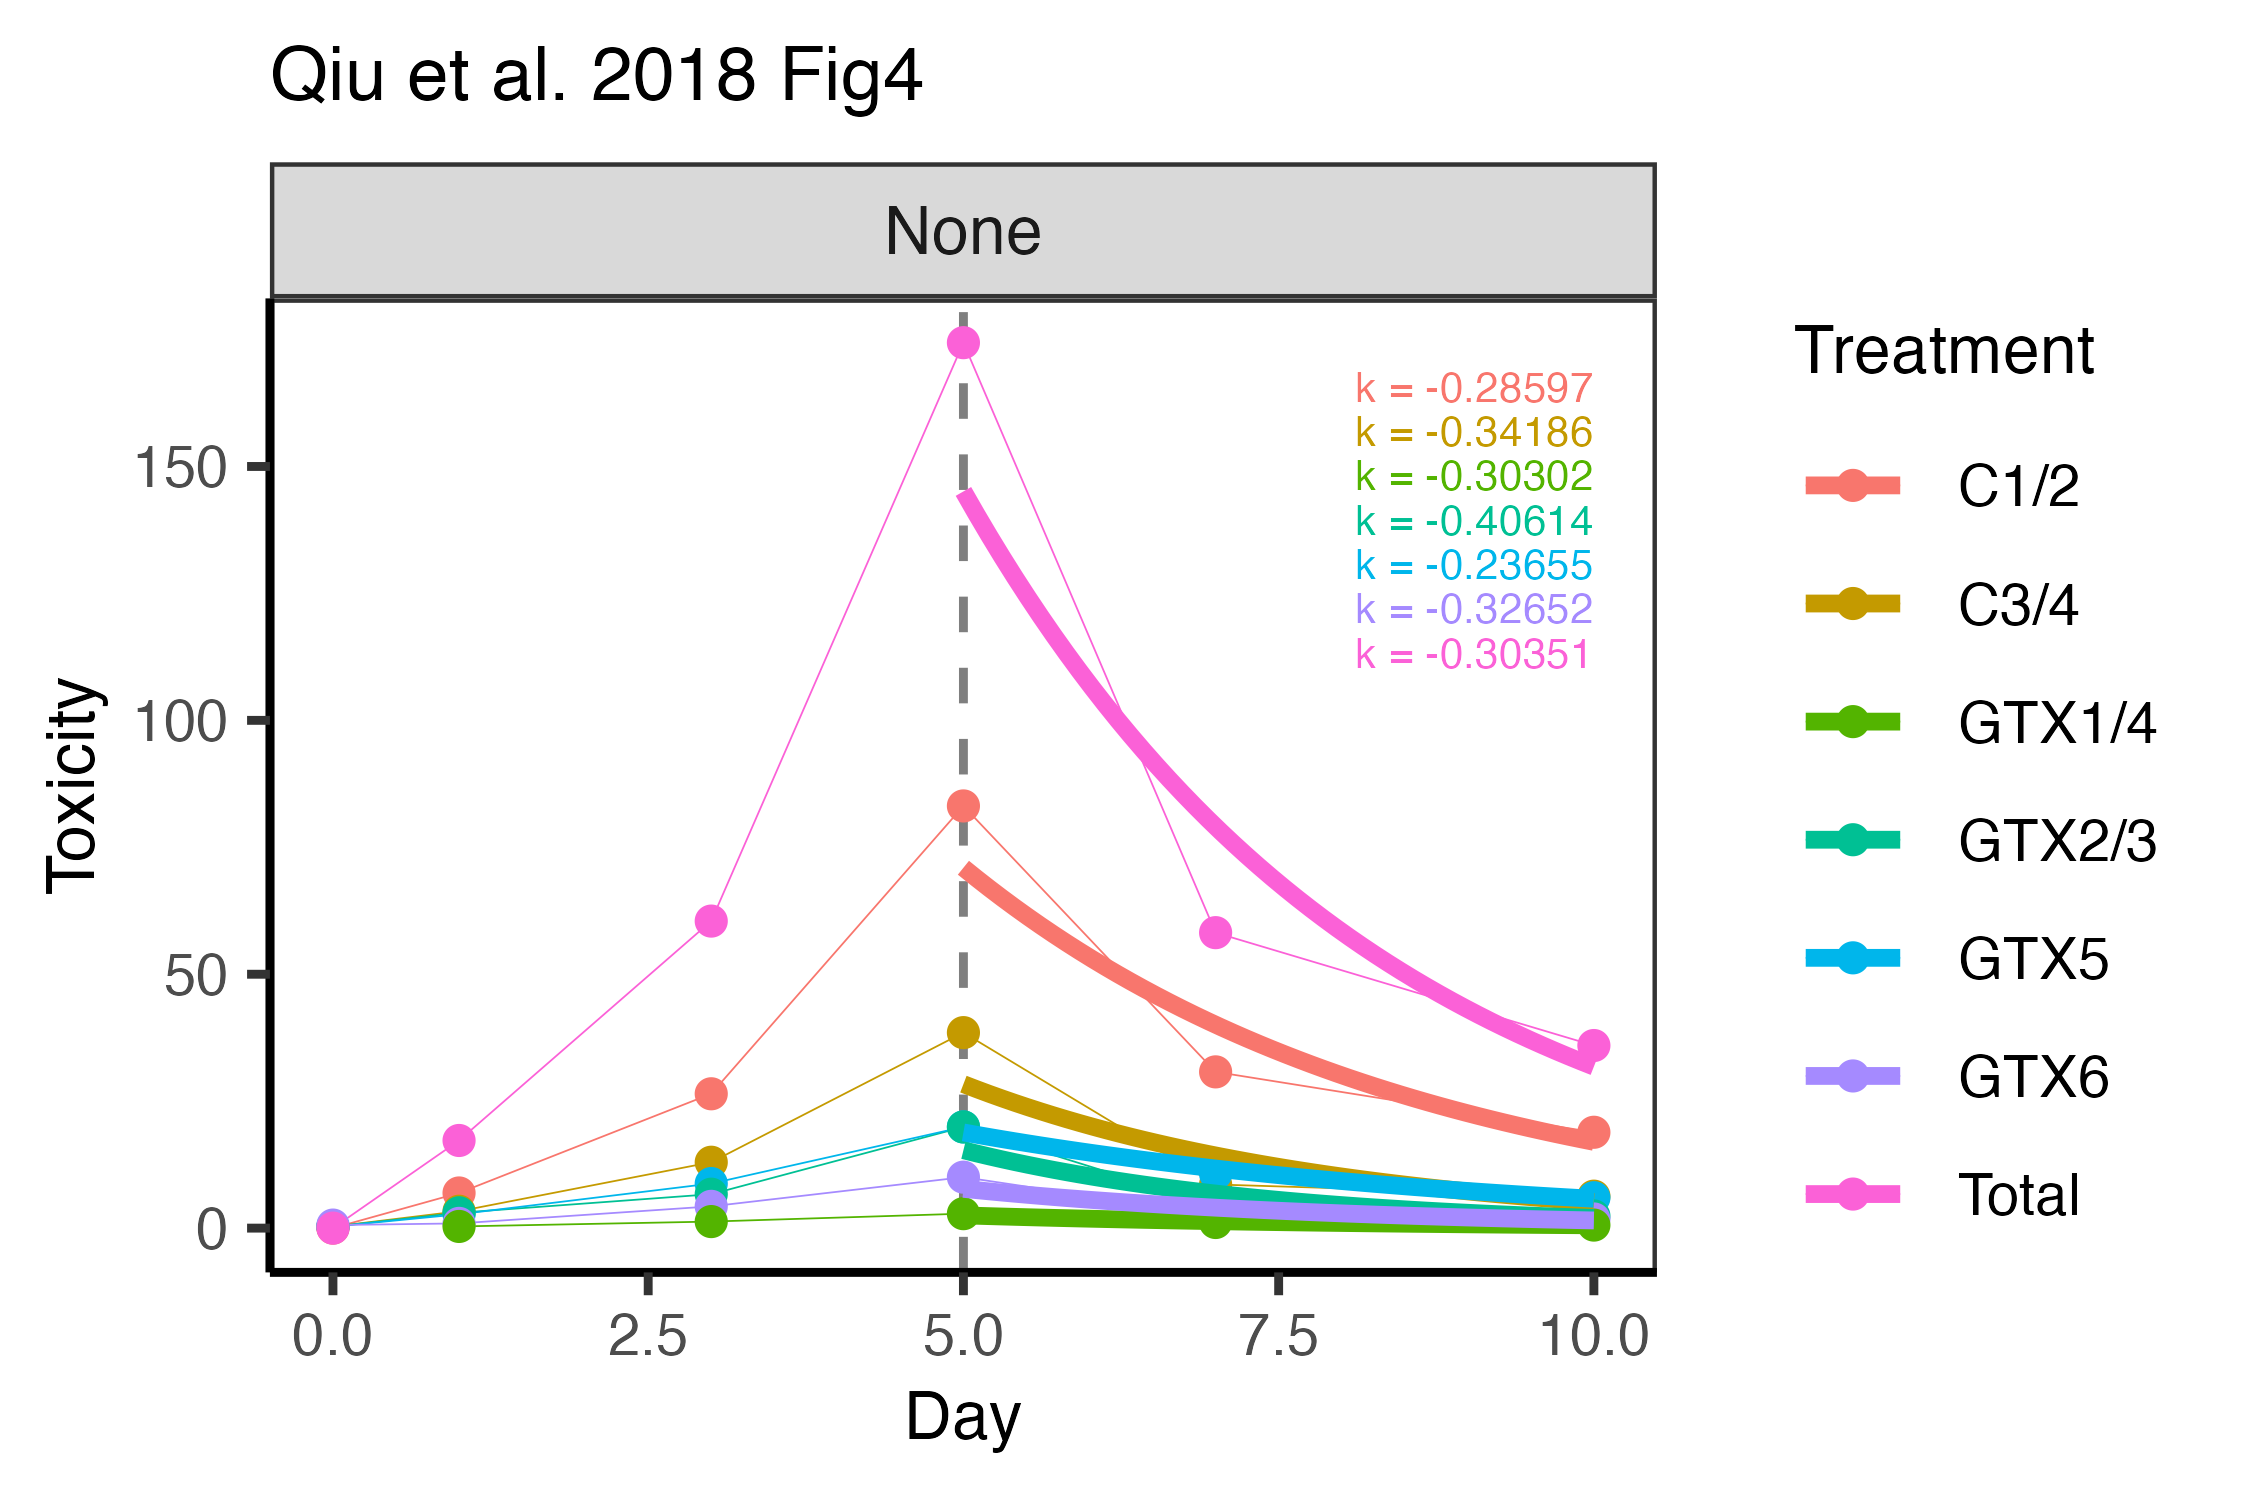 Qiu et al. 2018 Fig4
None
k = -0.28597
k = -0.34186
k = -0.30302
k = -0.40614
k = -0.23655
k = -0.32652
k = -0.30351
150
100
50
0
Toxicity
0.0 2.5 5.0 7.5 10.0
Day
Treatment
C1/2
C3/4
GTX1/4
GTX2/3
GTX5
GTX6
Total